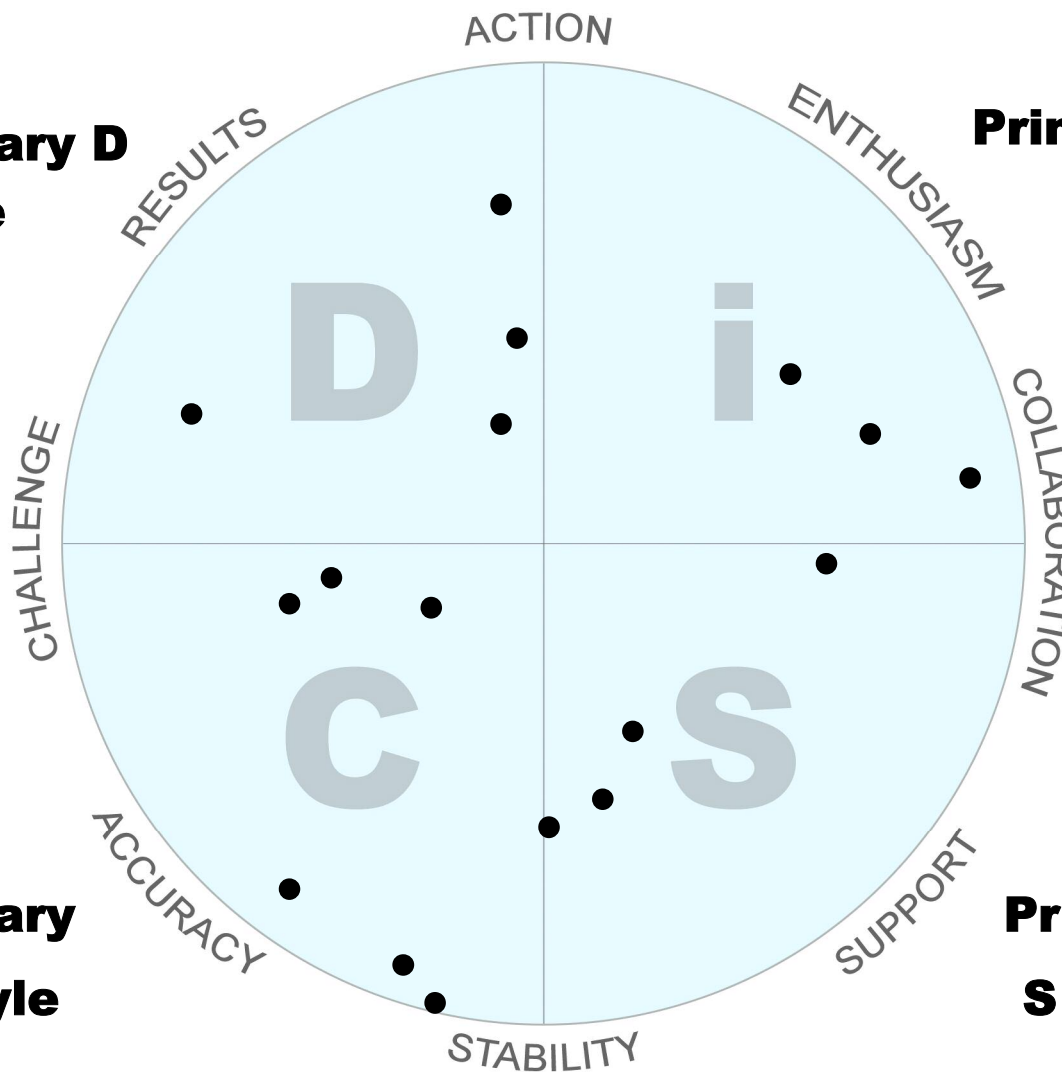 ACTION
RESULTS
ENTHUSIASM
ary D
Prin
e
D
i
CHALLENGE
COLLABORATION
C
S
ACCURACY
SUPPORT
ary
Pr
yle
S
STABILITY